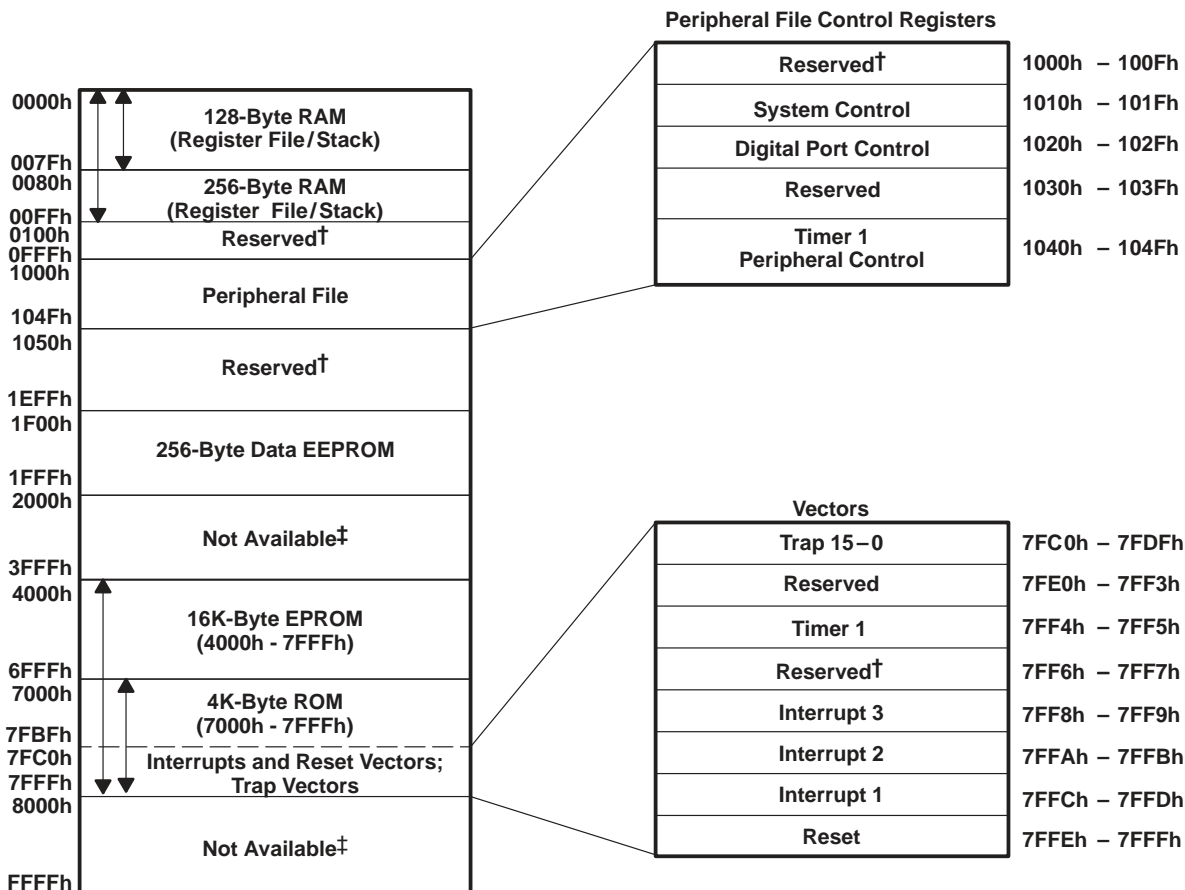 Peripheral File Control Registers
Reserved† 1000h – 100Fh
System Control 1010h – 101Fh
Digital Port Control 1020h – 102Fh
Reserved 1030h – 103Fh
Timer 1
Peripheral Control 1040h – 104Fh
0000h
128-Byte RAM
(Register File/Stack)
007Fh
0080h
256-Byte RAM
(Register File/Stack)
00FFh
0100h
Reserved†
0FFFh
1000h
Peripheral File
104Fh
1050h
Reserved†
1EFFh
1F00h
256-Byte Data EEPROM
1FFFh
2000h
Not Available‡
3FFFh
4000h
16K-Byte EPROM
(4000h - 7FFFh)
6FFFh
7000h
4K-Byte ROM
(7000h - 7FFFh)
7FBFh
7FC0h
Interrupts and Reset Vectors;
Trap Vectors
7FFFh
8000h
Not Available‡
FFFFh
Vectors
Trap 15–0 7FC0h – 7FDFh
Reserved 7FE0h – 7FF3h
Timer 1 7FF4h – 7FF5h
Reserved† 7FF6h – 7FF7h
Interrupt 3 7FF8h – 7FF9h
Interrupt 2 7FFAh – 7FFBh
Interrupt 1 7FFCh – 7FFDh
Reset 7FFEh – 7FFFh